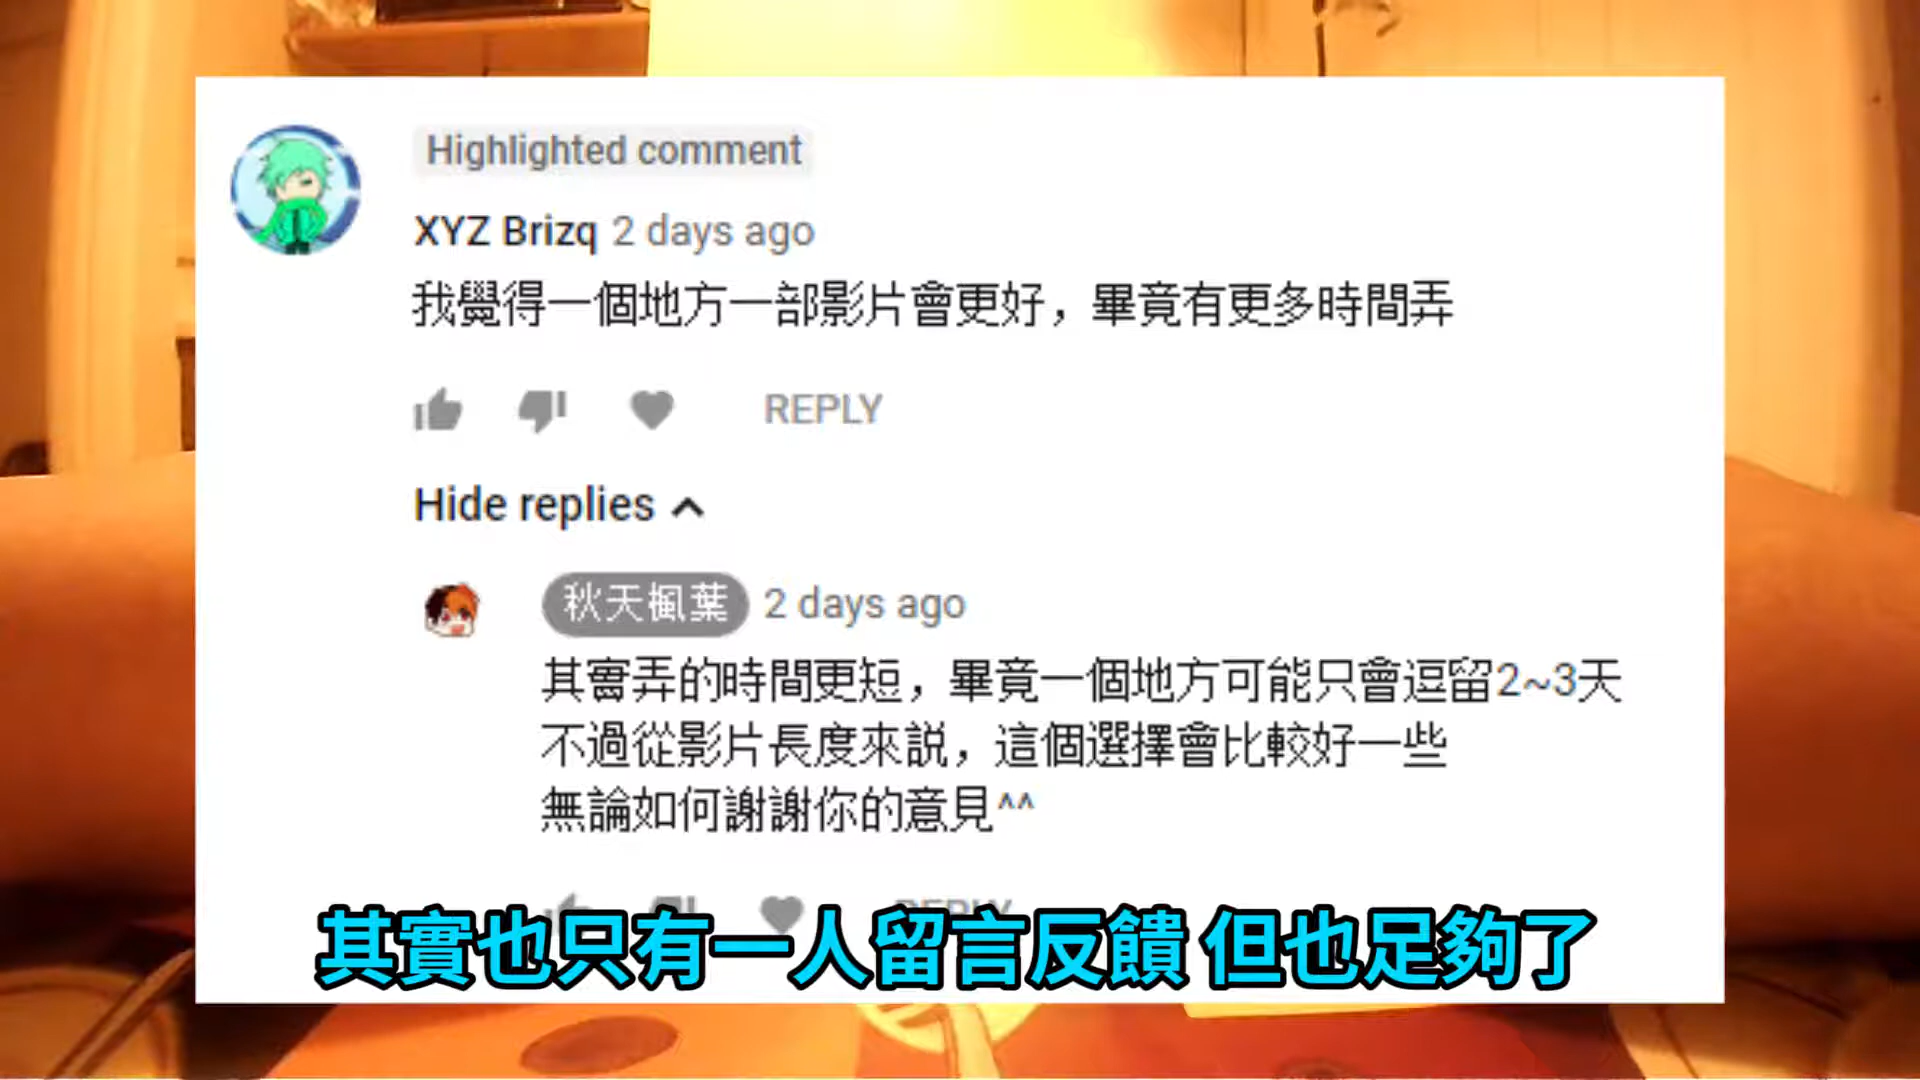 Highlighted comment
XYZ Brizq 2 days ago
我覺得一個地方一部影片會更好，畢竟有更多時間弄
REPLY
Hide replies
秋天楓葉 2 days ago
其實弄的時間更短，畢竟一個地方可能只會逗留2~3天
不過從影片長度來説，這個選擇會比較好一些
無論如何謝謝你的意見^^
REPLY
其實也只有一人留言反饋 但也足夠了